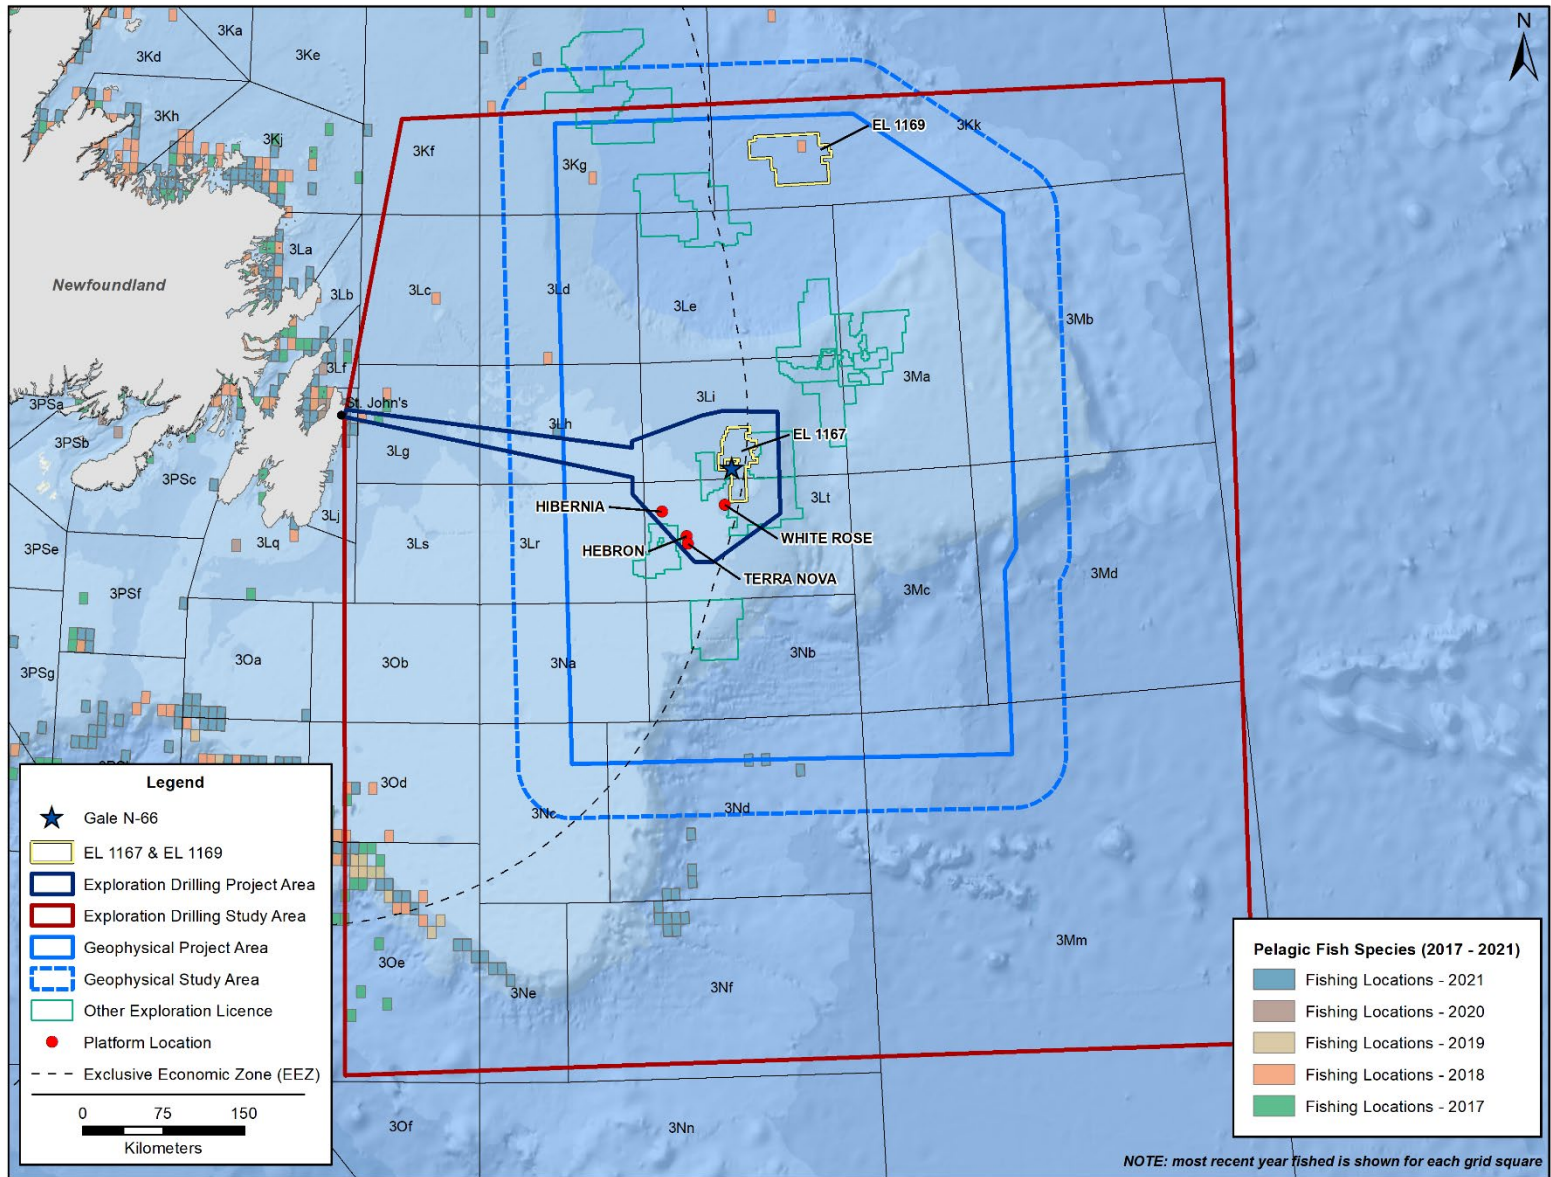 N
3Ka
3Kd
3Ke
3Kh
3Kj
3Kf
3Kg
EL 1169
3Kk
3La
3Lb
3Lc
3Ld
3Le
3Mb
Newfoundland
3Lf
3Ma
3Li
St. John's
3PSa
3PSb
3Lh
3Lg
EL 1167
3PSc
3Lt
HIBERNIA
3Lj
3Lq
3Ls
3Lr
WHITE ROSE
HEBRON
3PSe
TERRA NOVA
3Md
3PSf
3Mc
3Oa
3Ob
3Na
3Nb
3PSg
3Od
3Nc
3Nd
3Oe
3Mm
3Ne
3Nf
3Of
3Nn
Legend
Gale N-66
EL 1167 & EL 1169
Exploration Drilling Project Area
Exploration Drilling Study Area
Geophysical Project Area
Geophysical Study Area
Other Exploration Licence
Platform Location
Exclusive Economic Zone (EEZ)
0 75 150
Kilometers
Pelagic Fish Species (2017 - 2021)
Fishing Locations - 2021
Fishing Locations - 2020
Fishing Locations - 2019
Fishing Locations - 2018
Fishing Locations - 2017
NOTE: most recent year fished is shown for each grid square